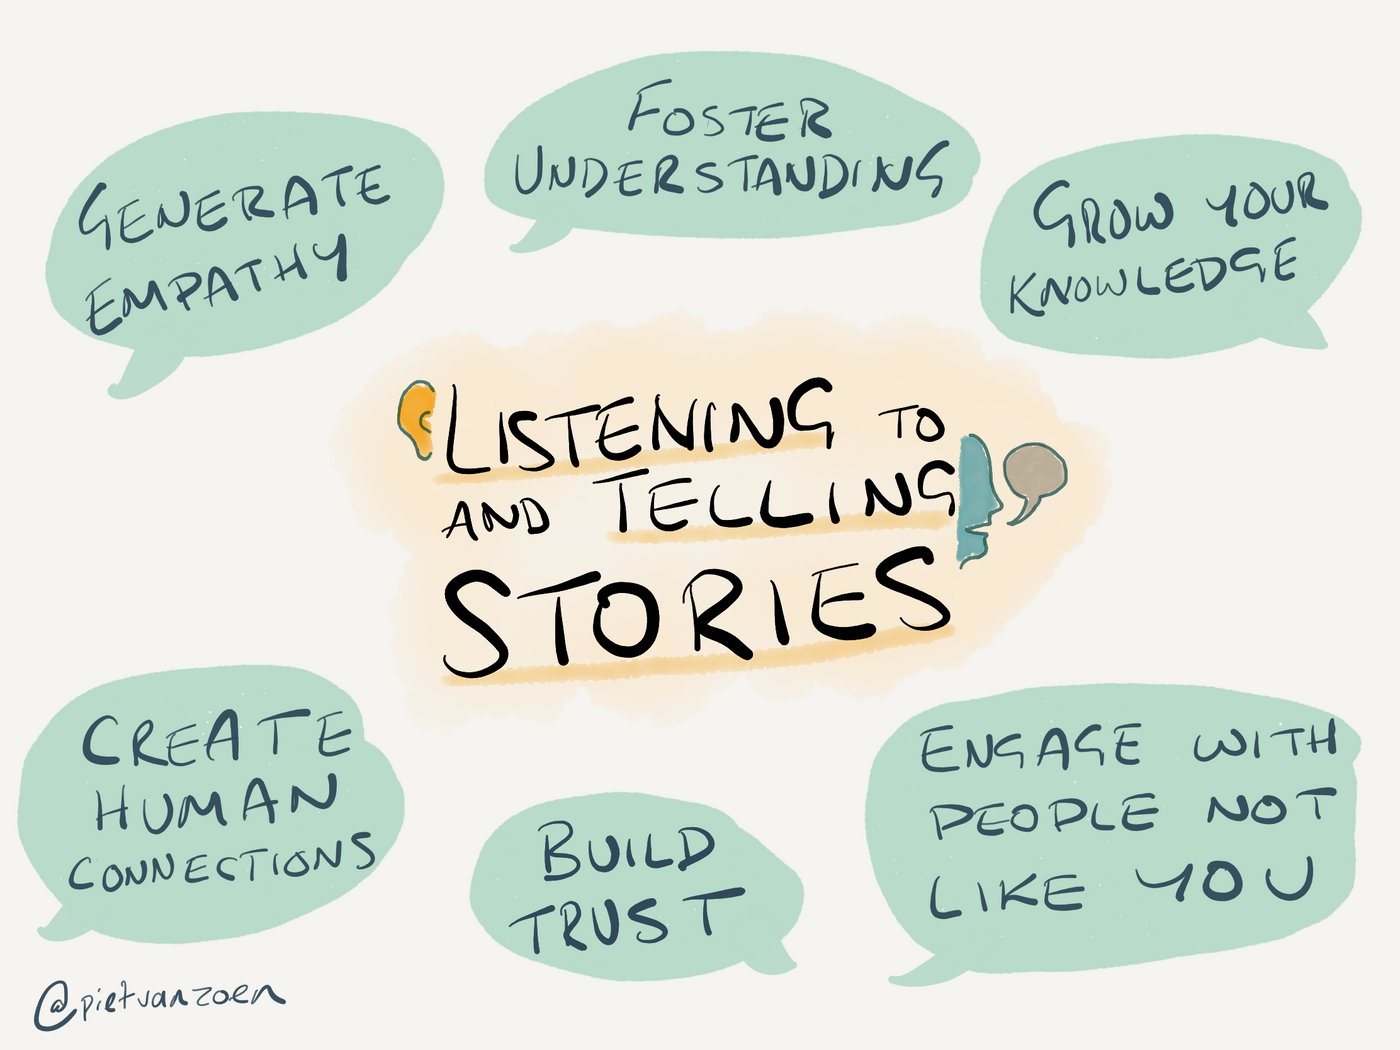 GENERATE
EMPATHY
FOSTER
UNDERSTANDING
GROW YOUR
KNOWLEDGE
LISTENING TO
AND TELLING
STORIES
CREATE
HUMAN
CONNECTIONS
BUILD
TRUST
ENGAGE WITH
PEOPLE NOT
LIKE YOU
@pietvanzoen